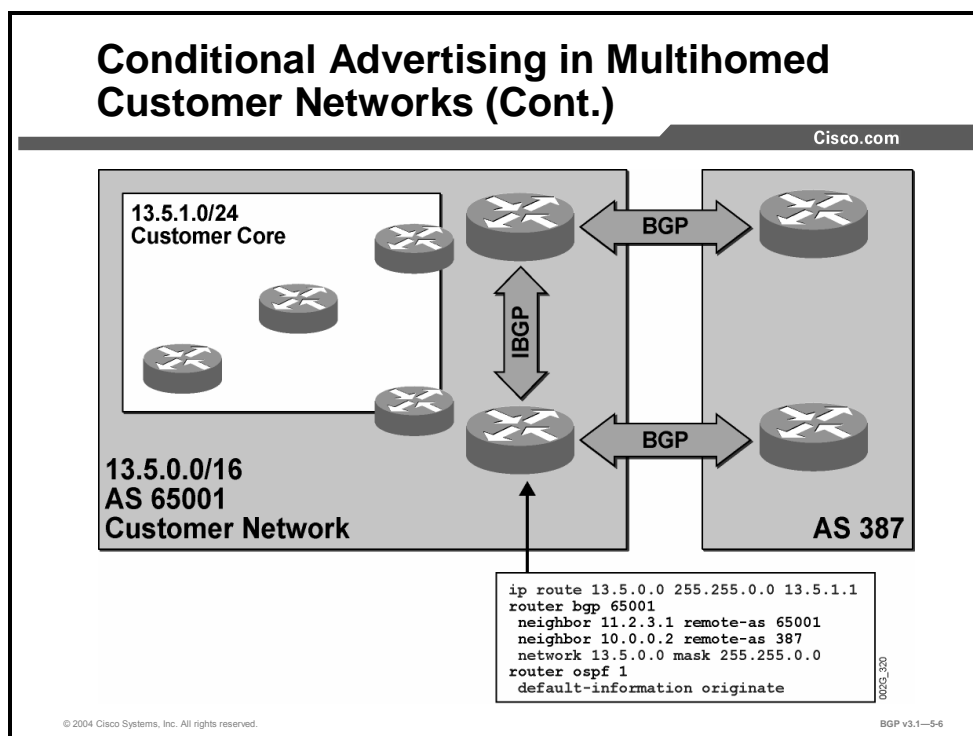 Conditional Advertising in Multihomed
Customer Networks (Cont.)
Cisco.com
13.5.1.0/24
Customer Core
BGP
IBGP
BGP
13.5.0.0/16
AS 65001
Customer Network
AS 387
ip route 13.5.0.0 255.255.0.0 13.5.1.1
router bgp 65001
neighbor 11.2.3.1 remote-as 65001
neighbor 10.0.0.2 remote-as 387
network 13.5.0.0 mask 255.255.0.0
router ospf 1
default-information originate
002G_320
© 2004 Cisco Systems, Inc. All rights reserved.
BGP v3.1—5-6